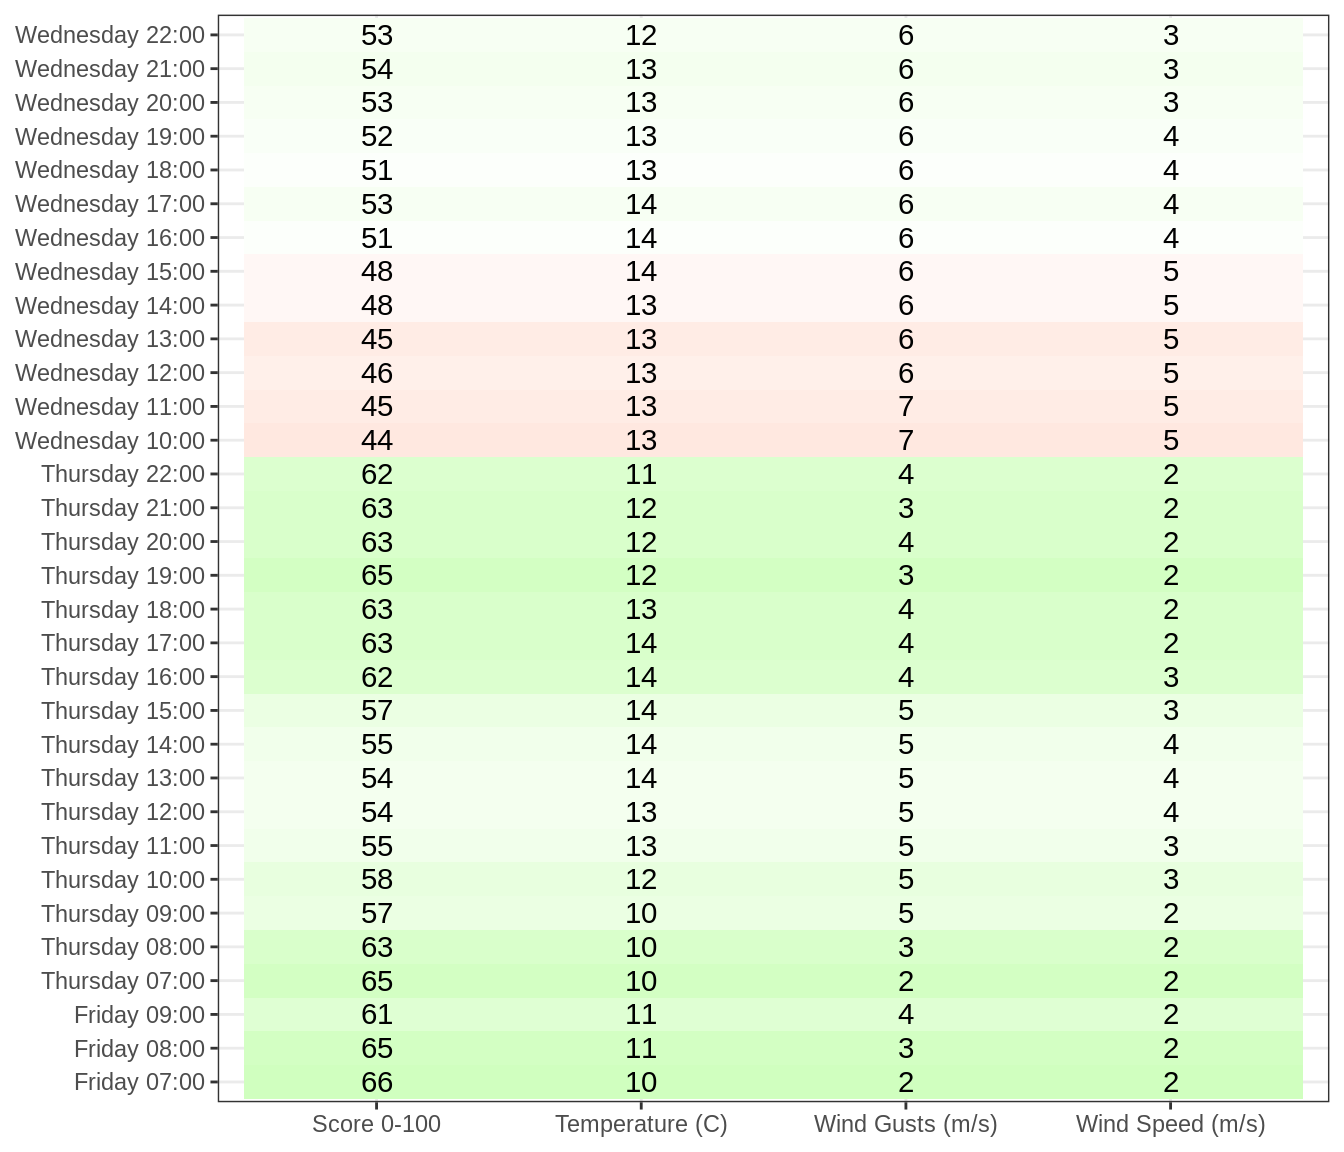 Wednesday 22:00 53 12 6 3
Wednesday 21:00 54 13 6 3
Wednesday 20:00 53 13 6 3
Wednesday 19:00 52 13 6 4
Wednesday 18:00 51 13 6 4
Wednesday 17:00 53 14 6 4
Wednesday 16:00 51 14 6 4
Wednesday 15:00 48 14 6 5
Wednesday 14:00 48 13 6 5
Wednesday 13:00 45 13 6 5
Wednesday 12:00 46 13 6 5
Wednesday 11:00 45 13 7 5
Wednesday 10:00 44 13 7 5
Thursday 22:00 62 11 4 2
Thursday 21:00 63 12 3 2
Thursday 20:00 63 12 4 2
Thursday 19:00 65 12 3 2
Thursday 18:00 63 13 4 2
Thursday 17:00 63 14 4 2
Thursday 16:00 62 14 4 3
Thursday 15:00 57 14 5 3
Thursday 14:00 55 14 5 4
Thursday 13:00 54 14 5 4
Thursday 12:00 54 13 5 4
Thursday 11:00 55 13 5 3
Thursday 10:00 58 12 5 3
Thursday 09:00 57 10 5 2
Thursday 08:00 63 10 3 2
Thursday 07:00 65 10 2 2
Friday 09:00 61 11 4 2
Friday 08:00 65 11 3 2
Friday 07:00 66 10 2 2
Score 0-100 Temperature (C) Wind Gusts (m/s) Wind Speed (m/s)